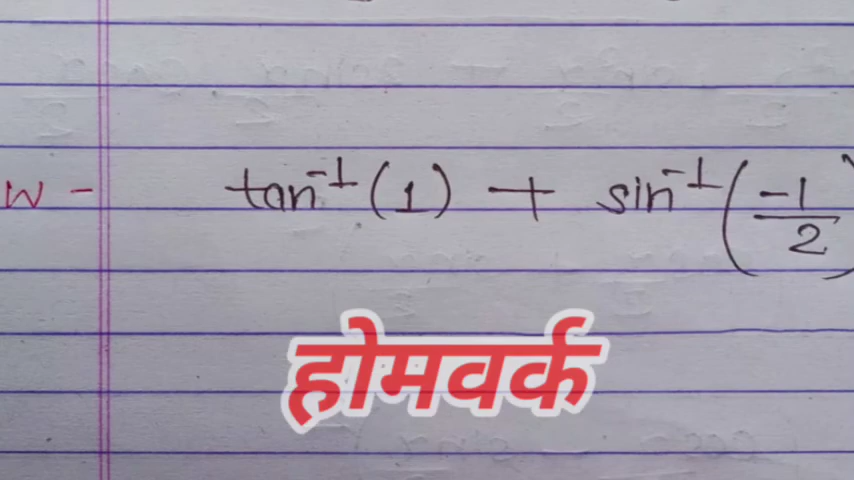 W - tan⁻¹(1) + sin⁻¹(-1/2)
होमवर्क